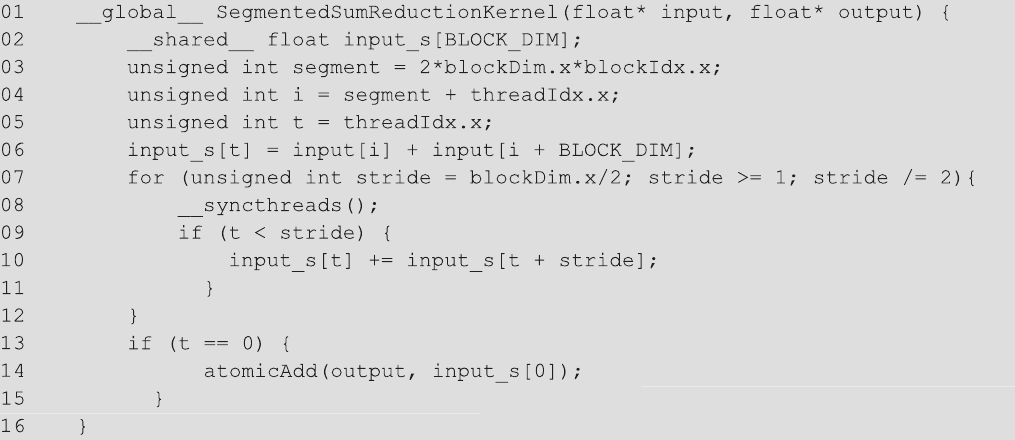 01    __global__ SegmentedSumReductionKernel(float* input, float* output) {
02        __shared__ float input_s[BLOCK_DIM];
03        unsigned int segment = 2*blockDim.x*blockIdx.x;
04        unsigned int i = segment + threadIdx.x;
05        unsigned int t = threadIdx.x;
06        input_s[t] = input[i] + input[i + BLOCK_DIM];
07        for (unsigned int stride = blockDim.x/2; stride >= 1; stride /= 2){
08            __syncthreads();
09            if (t < stride) {
10                input_s[t] += input_s[t + stride];
11              }
12        }
13        if (t == 0) {
14              atomicAdd(output, input_s[0]);
15          }
16    }